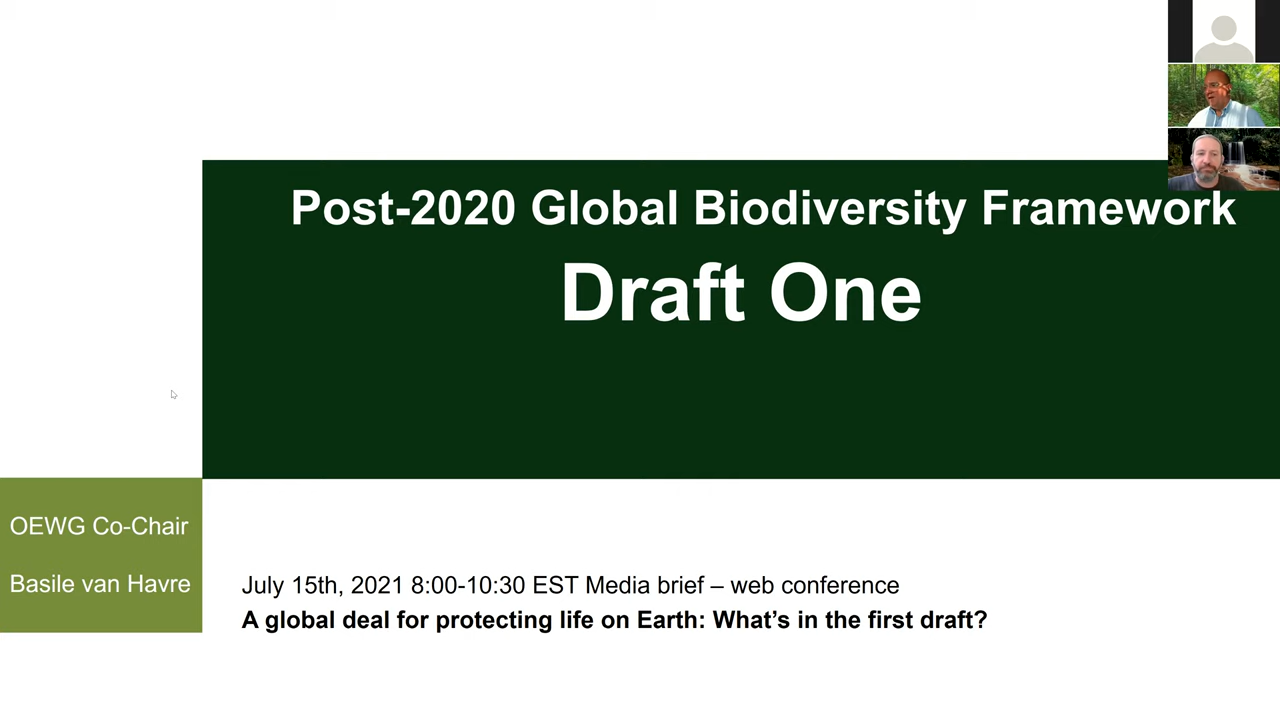 Post-2020 Global Biodiversity Framework
Draft One
OEWG Co-Chair
Basile van Havre
July 15th, 2021 8:00-10:30 EST Media brief – web conference
A global deal for protecting life on Earth: What’s in the first draft?